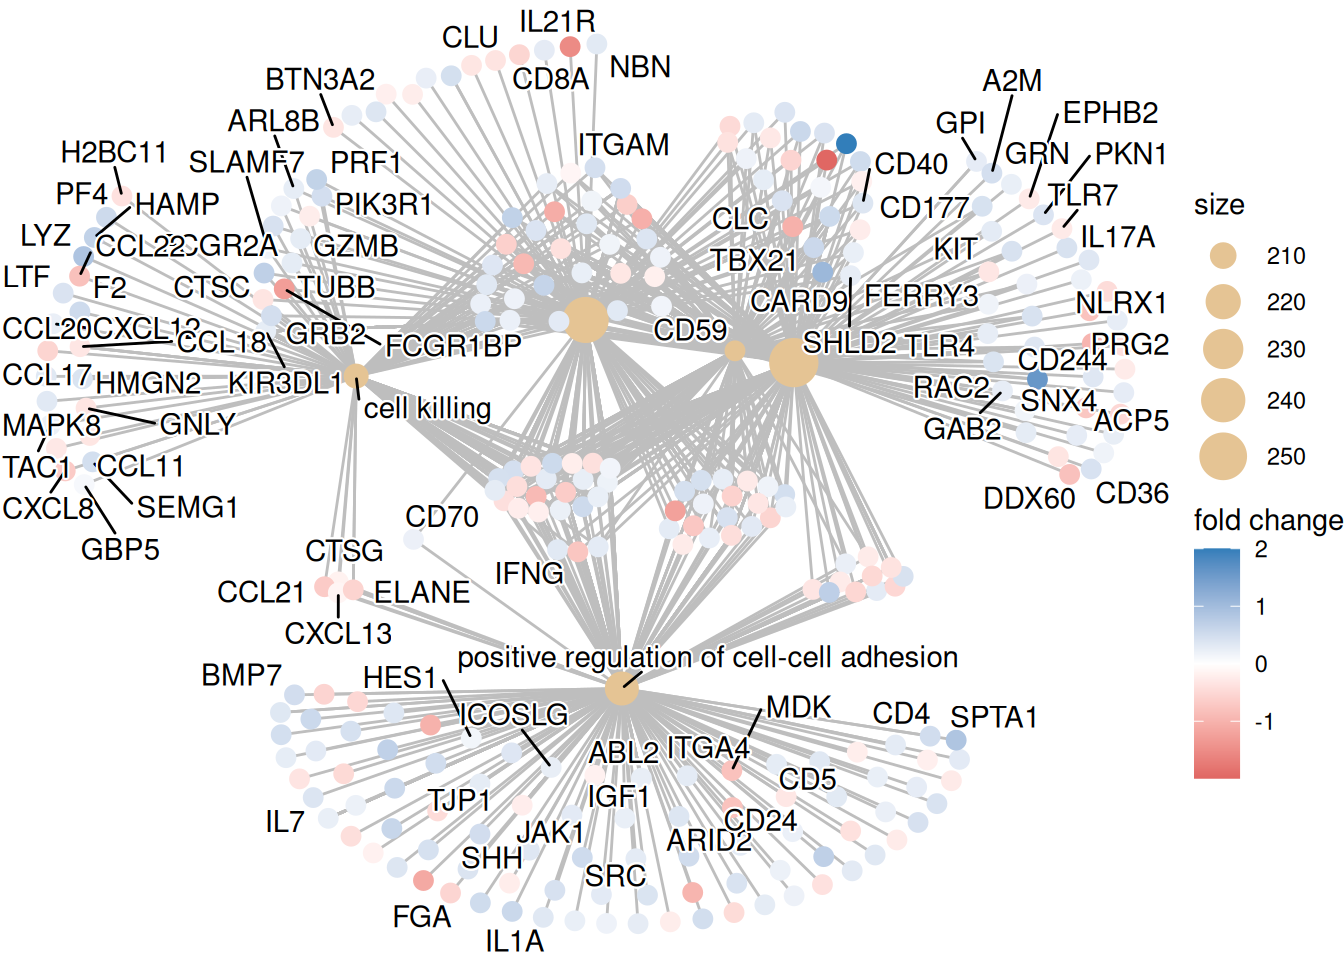 IL21R
CLU
NBN
CD8A
BTN3A2
A2M
EPHB2
GPI
ARL8B
ITGAM
GRN
PKN1
H2BC11
SLAMF7
PRF1
CD40
PF4
HAMP
PIK3R1
CD177
TLR7
size
CLC
LYZ
CCL22
GZMB
KIT
IL17A
210
TBX21
LTF
F2
CTSC
TUBB
CARD9
FERRY3
NLRX1
220
CCL20
GRB2
CD59
CCL18
FCGR1BP
SHLD2
TLR4
PRG2
230
CD244
CCL17
HMGN2
KIR3DL1
RAC2
SNX4
240
cell killing
MAPK8
GNLY
GAB2
ACP5
250
TAC1
CCL11
DDX60
CD36
CXCL8
SEMG1
CD70
fold change
GBP5
CTSG
2
IFNG
CCL21
ELANE
1
CXCL13
positive regulation of cell-cell adhesion
0
BMP7
HES1
MDK
ICOSLG
CD4
SPTA1
-1
ABL2
ITGA4
CD5
TJP1
IGF1
IL7
JAK1
CD24
ARID2
SHH
SRC
FGA
IL1A